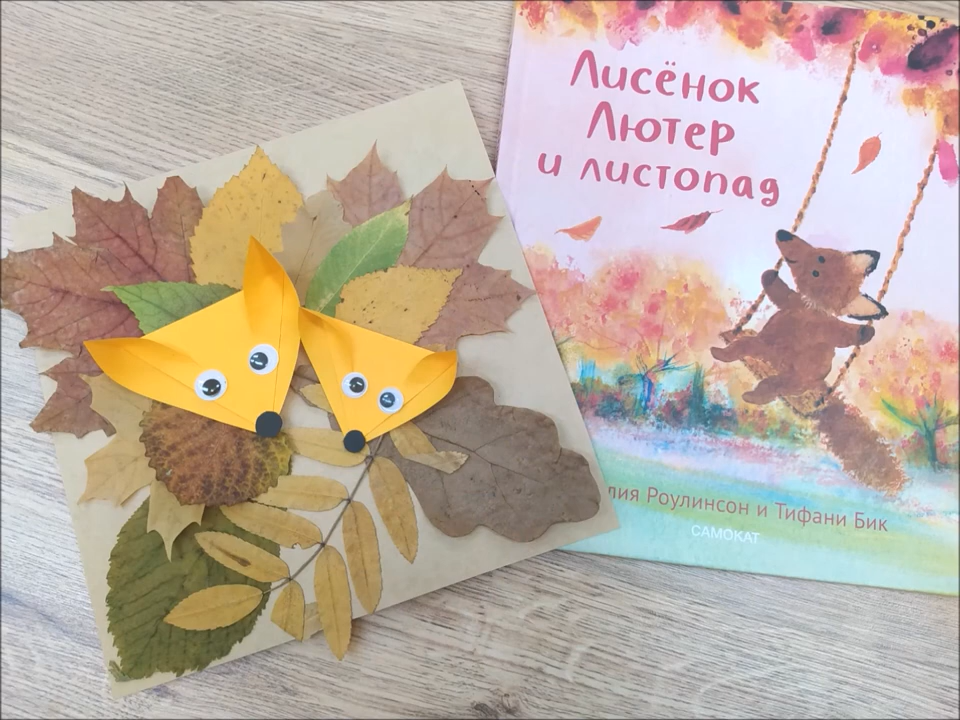 Лисёнок
Лютер
и листопад
Роулинсон и Тифани Бик
САМОКАТ